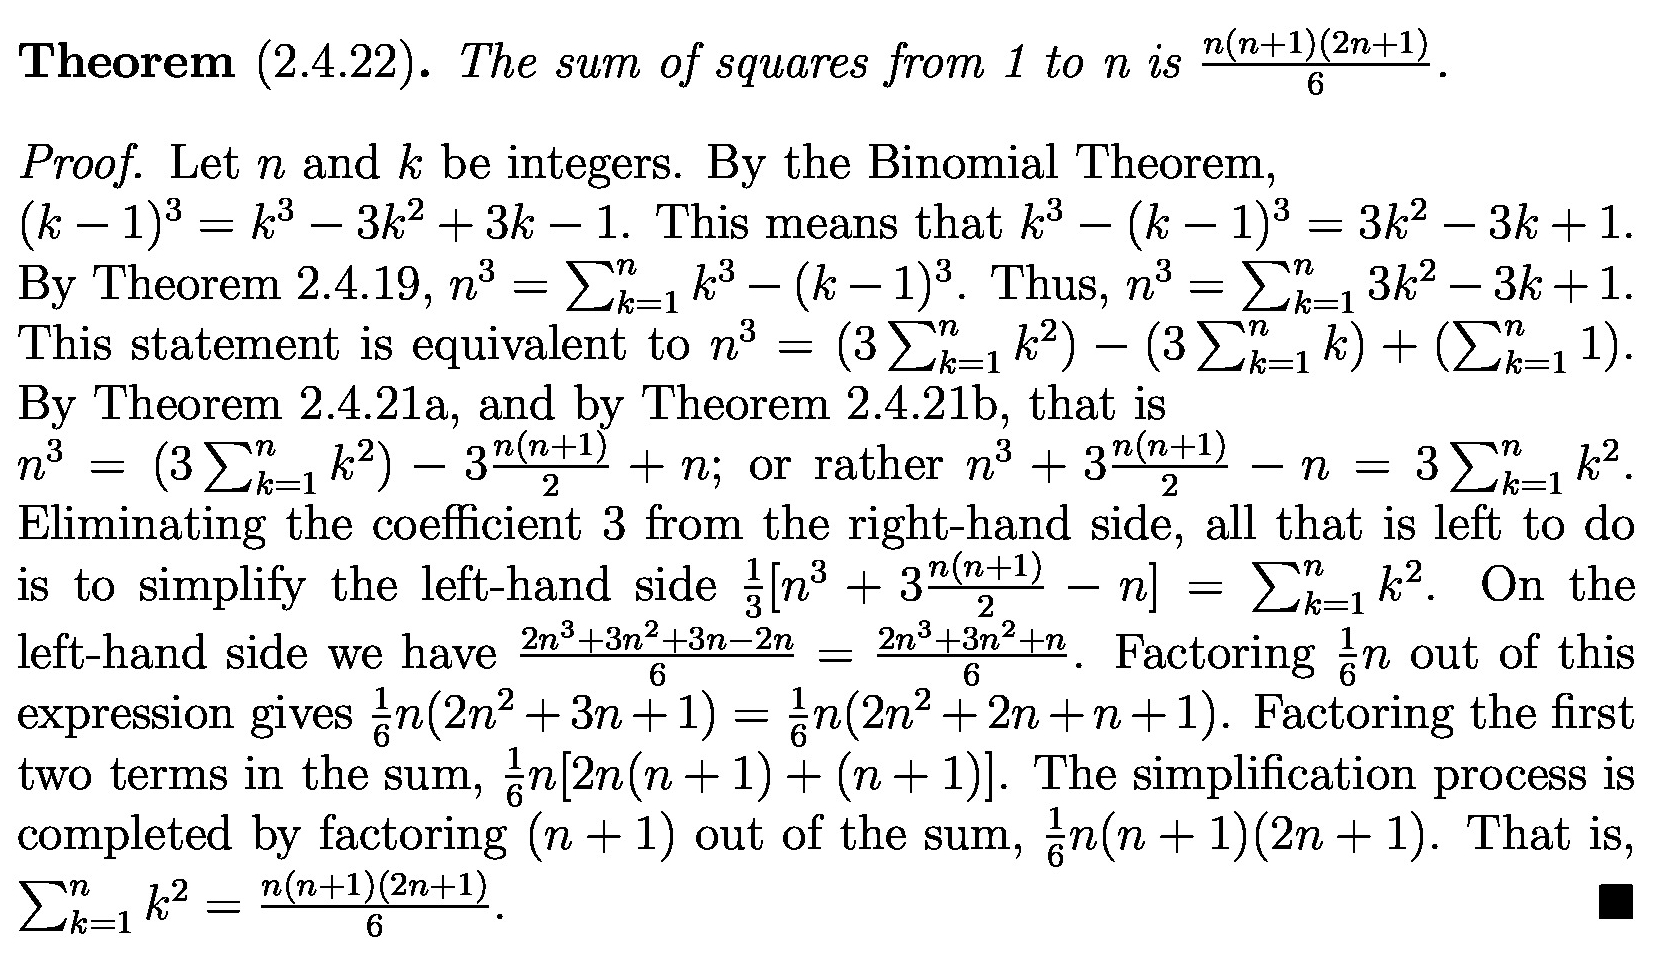 Theorem (2.4.22). The sum of squares from 1 to n is $\frac{n(n+1)(2n+1)}{6}$.
Proof. Let n and k be integers. By the Binomial Theorem,
$(k-1)^3 = k^3 - 3k^2 + 3k - 1$. This means that $k^3 - (k-1)^3 = 3k^2 - 3k + 1$.
By Theorem 2.4.19, $n^3 = \sum_{k=1}^{n} k^3 - (k-1)^3$. Thus, $n^3 = \sum_{k=1}^{n} 3k^2 - 3k + 1$.
This statement is equivalent to $n^3 = (3\sum_{k=1}^{n} k^2) - (3\sum_{k=1}^{n} k) + (\sum_{k=1}^{n} 1)$.
By Theorem 2.4.21a, and by Theorem 2.4.21b, that is
$n^3 = (3\sum_{k=1}^{n} k^2) - 3\frac{n(n+1)}{2} + n$; or rather $n^3 + 3\frac{n(n+1)}{2} - n = 3\sum_{k=1}^{n} k^2$.
Eliminating the coefficient 3 from the right-hand side, all that is left to do
is to simplify the left-hand side $\frac{1}{3}[n^3 + 3\frac{n(n+1)}{2} - n] = \sum_{k=1}^{n} k^2$. On the
left-hand side we have $\frac{2n^3+3n^2+3n-2n}{6} = \frac{2n^3+3n^2+n}{6}$. Factoring $\frac{1}{6}n$ out of this
expression gives $\frac{1}{6}n(2n^2 + 3n + 1) = \frac{1}{6}n(2n^2 + 2n + n + 1)$. Factoring the first
two terms in the sum, $\frac{1}{6}n[2n(n+1) + (n+1)]$. The simplification process is
completed by factoring $(n+1)$ out of the sum, $\frac{1}{6}n(n+1)(2n+1)$. That is,
$\sum_{k=1}^{n} k^2 = \frac{n(n+1)(2n+1)}{6}$. ■